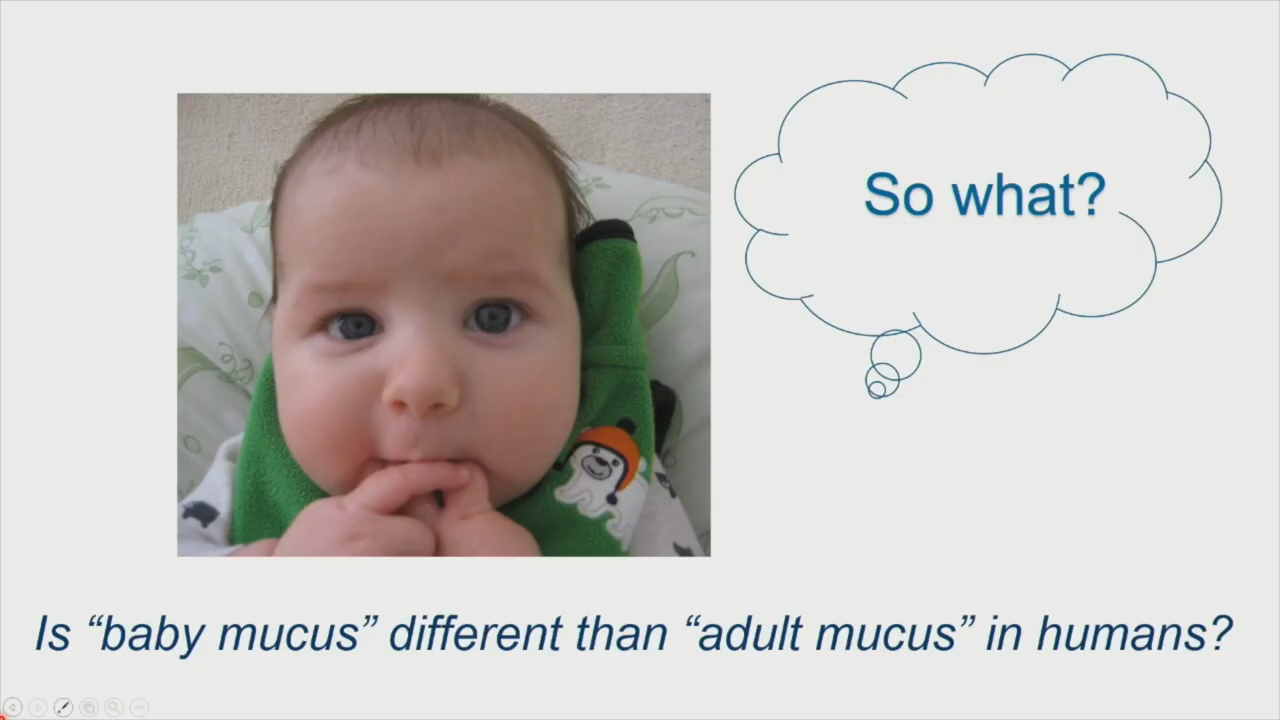 So what?
Is “baby mucus” different than “adult mucus” in humans?